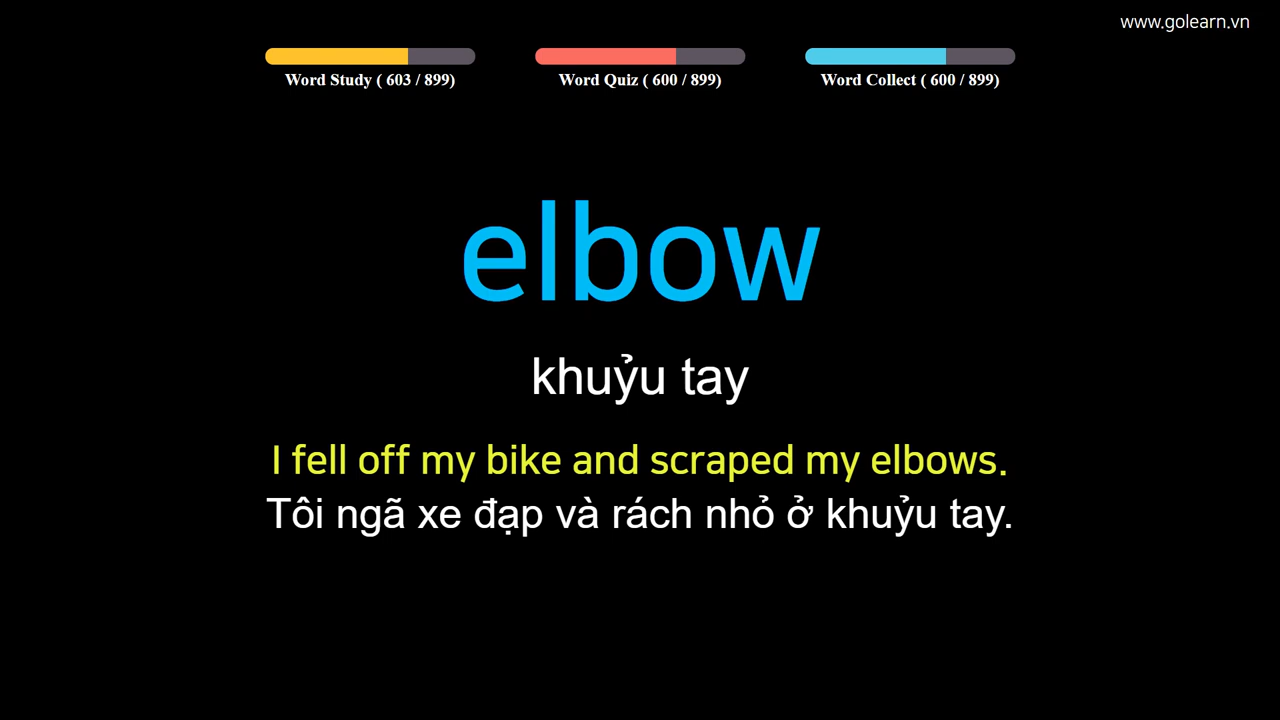 www.golearn.vn
Word Study ( 603 / 899)
Word Quiz ( 600 / 899)
Word Collect ( 600 / 899)
elbow
khuỷu tay
I fell off my bike and scraped my elbows.
Tôi ngã xe đạp và rách nhỏ ở khuỷu tay.